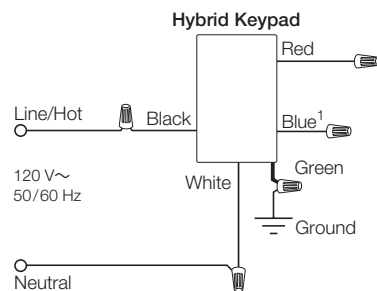 Hybrid Keypad
Red
Line/Hot
Black
Blue¹
120 V~
50/60 Hz
White
Green
Ground
Neutral